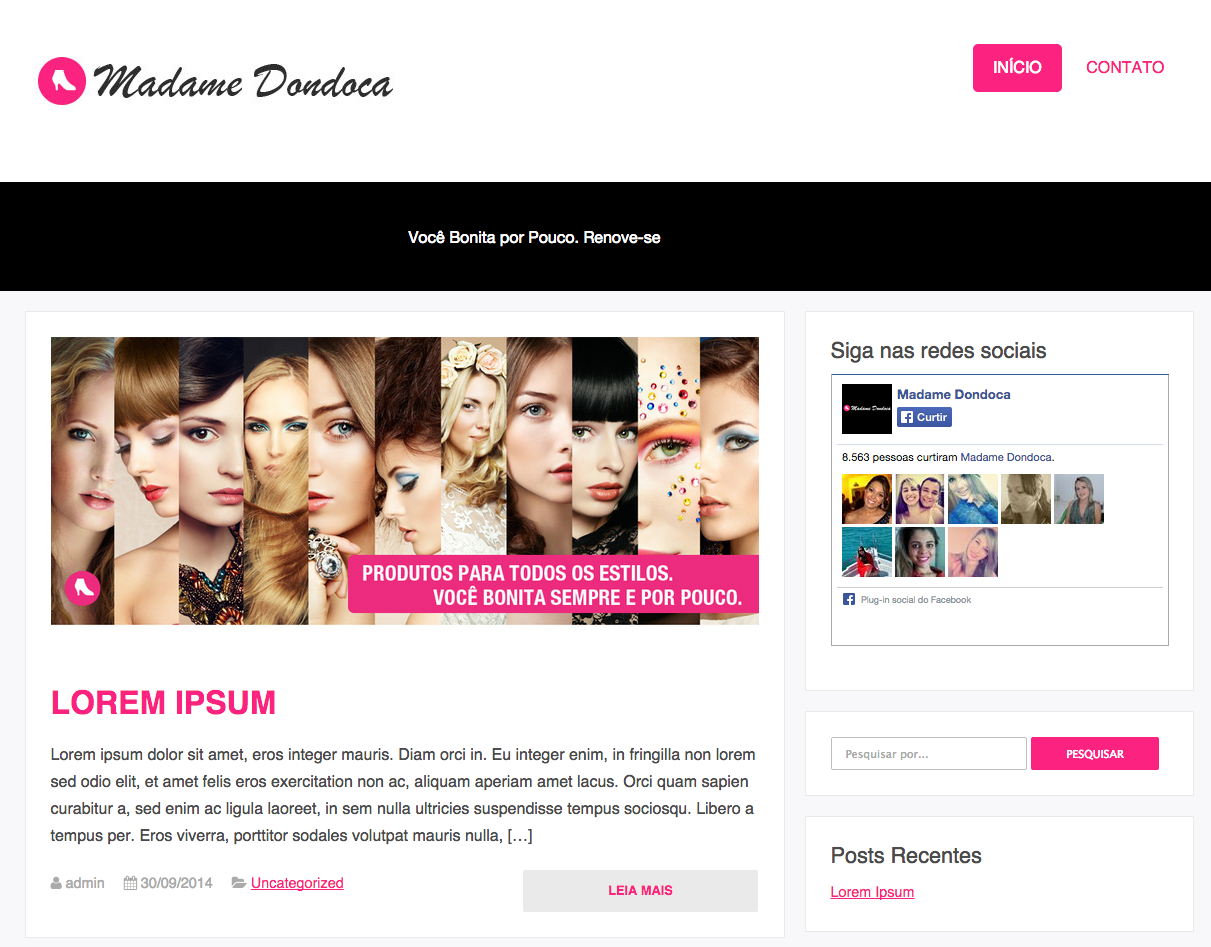 Madame Dondoca
INÍCIO
CONTATO
Você Bonita por Pouco. Renove-se
PRODUTOS PARA TODOS OS ESTILOS.
VOCÊ BONITA SEMPRE E POR POUCO.
LOREM IPSUM
Lorem ipsum dolor sit amet, eros integer mauris. Diam orci in. Eu integer enim, in fringilla non lorem
sed odio elit, et amet felis eros exercitation non ac, aliquam aperiam amet lacus. Orci quam sapien
curabitur a, sed enim ac ligula laoreet, in sem nulla ultricies suspendisse tempus sociosqu. Libero a
tempus per. Eros viverra, porttitor sodales volutpat mauris nulla, […]
admin 30/09/2014 Uncategorized
LEIA MAIS
Siga nas redes sociais
Madame Dondoca
Madame Dondoca
Curtir
8.563 pessoas curtiram Madame Dondoca.
Plug-in social do Facebook
Pesquisar por...
PESQUISAR
Posts Recentes
Lorem Ipsum